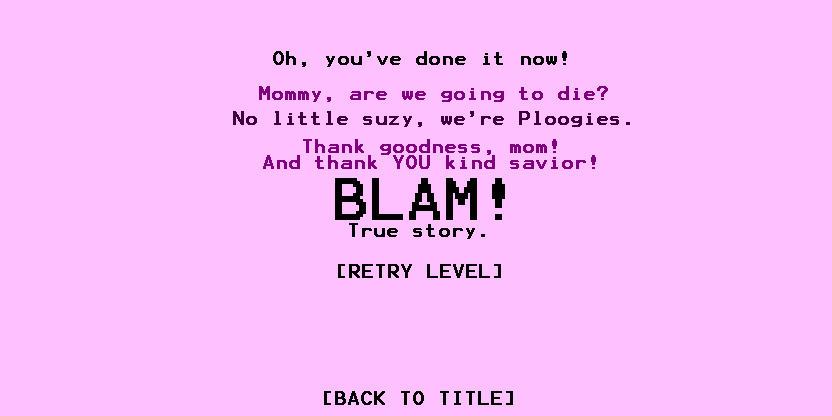 Oh, you've done it now!
Mommy, are we going to die?
No little suzy, we're Ploogies.
Thank goodness, mom!
And thank YOU kind savior!
BLAM!
True story.
[RETRY LEVEL]
[BACK TO TITLE]